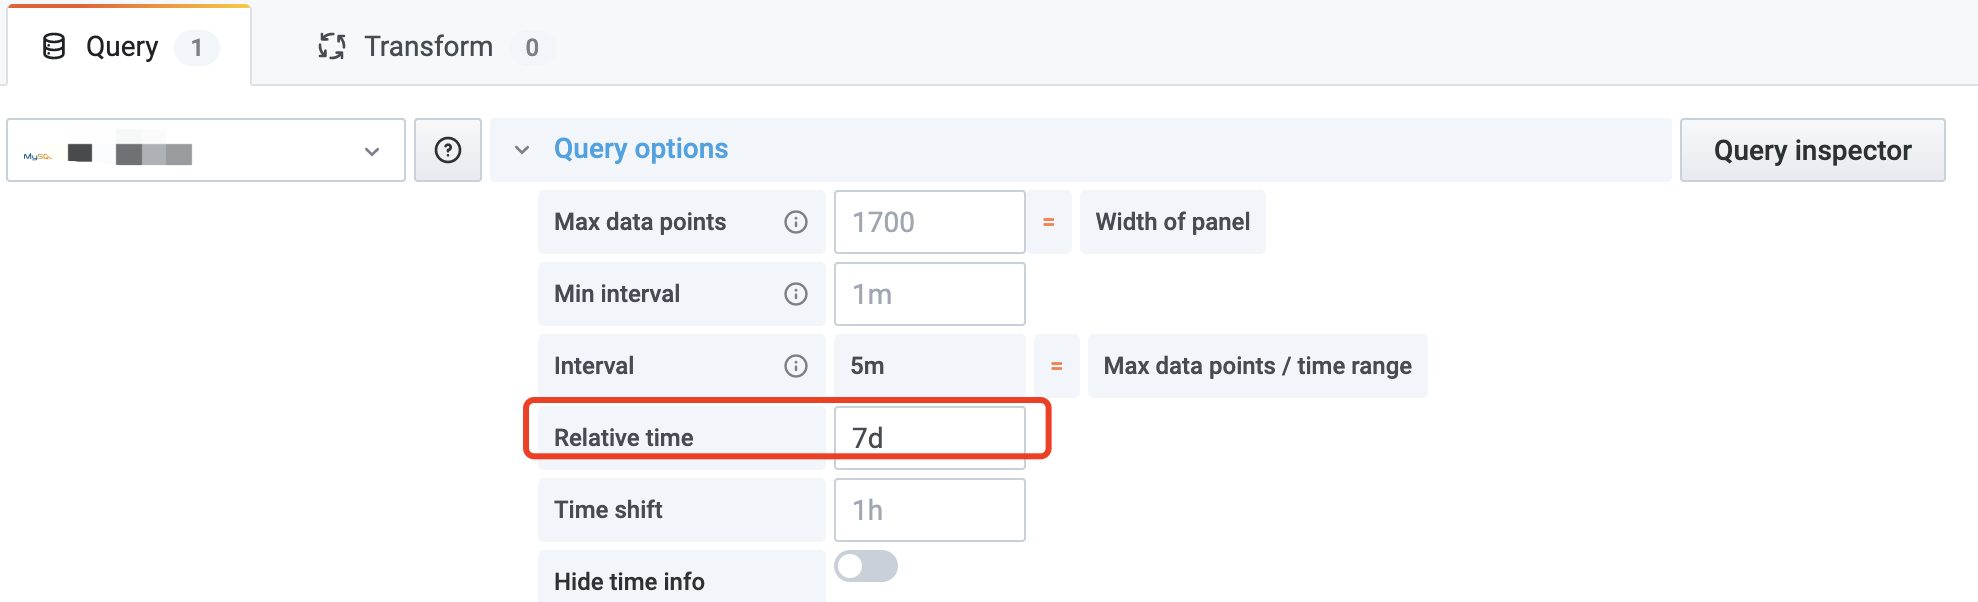 Query 1 Transform 0
MySQL Query options Query inspector
Max data points 1700 = Width of panel
Min interval 1m
Interval 5m = Max data points / time range
Relative time 7d
Time shift 1h
Hide time info